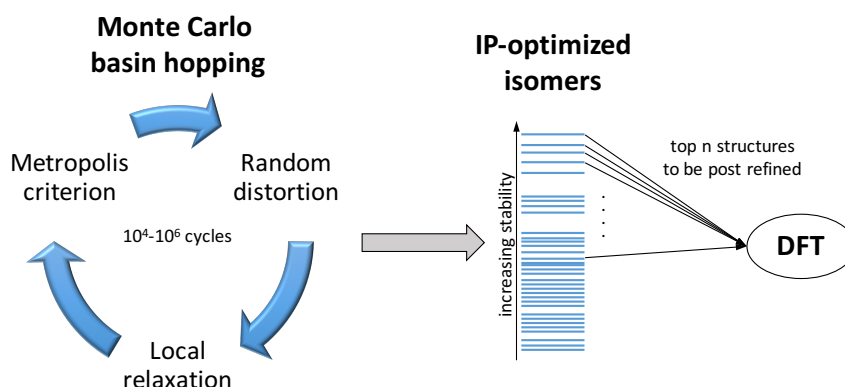 Monte Carlo
basin hopping
Metropolis
criterion
Random
distortion
10⁴-10⁶ cycles
Local
relaxation
IP-optimized
isomers
increasing stability
top n structures
to be post refined
DFT